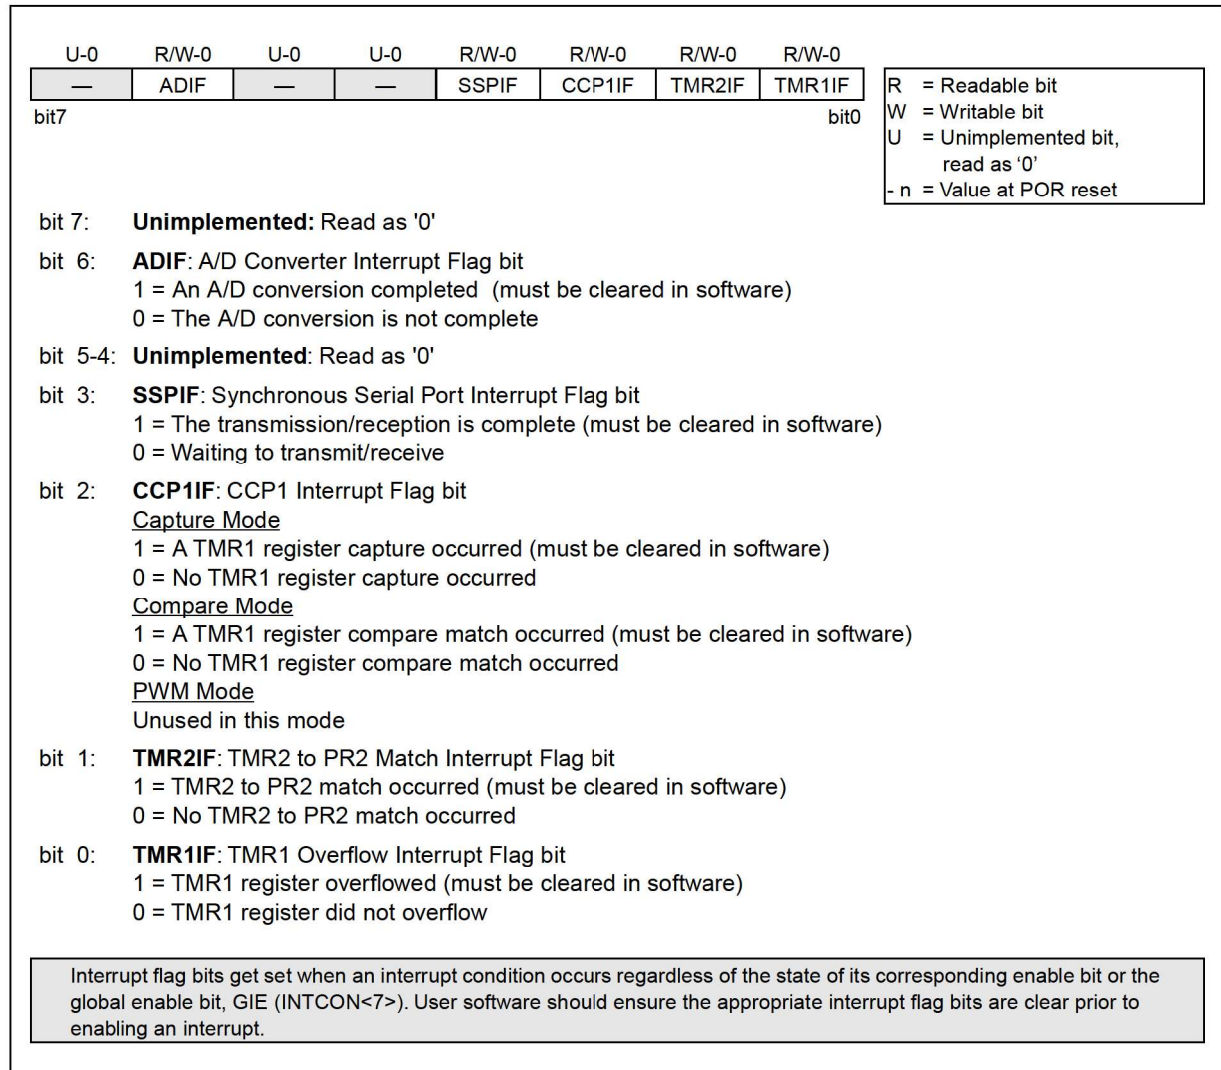 U-0 R/W-0 U-0 U-0 R/W-0 R/W-0 R/W-0 R/W-0
— ADIF — — SSPIF CCP1IF TMR2IF TMR1IF
bit7 bit0
R = Readable bit
W = Writable bit
U = Unimplemented bit,
read as ‘0’
- n = Value at POR reset
bit 7: Unimplemented: Read as '0'
bit 6: ADIF: A/D Converter Interrupt Flag bit
1 = An A/D conversion completed (must be cleared in software)
0 = The A/D conversion is not complete
bit 5-4: Unimplemented: Read as '0'
bit 3: SSPIF: Synchronous Serial Port Interrupt Flag bit
1 = The transmission/reception is complete (must be cleared in software)
0 = Waiting to transmit/receive
bit 2: CCP1IF: CCP1 Interrupt Flag bit
Capture Mode
1 = A TMR1 register capture occurred (must be cleared in software)
0 = No TMR1 register capture occurred
Compare Mode
1 = A TMR1 register compare match occurred (must be cleared in software)
0 = No TMR1 register compare match occurred
PWM Mode
Unused in this mode
bit 1: TMR2IF: TMR2 to PR2 Match Interrupt Flag bit
1 = TMR2 to PR2 match occurred (must be cleared in software)
0 = No TMR2 to PR2 match occurred
bit 0: TMR1IF: TMR1 Overflow Interrupt Flag bit
1 = TMR1 register overflowed (must be cleared in software)
0 = TMR1 register did not overflow
Interrupt flag bits get set when an interrupt condition occurs regardless of the state of its corresponding enable bit or the
global enable bit, GIE (INTCON<7>). User software should ensure the appropriate interrupt flag bits are clear prior to
enabling an interrupt.